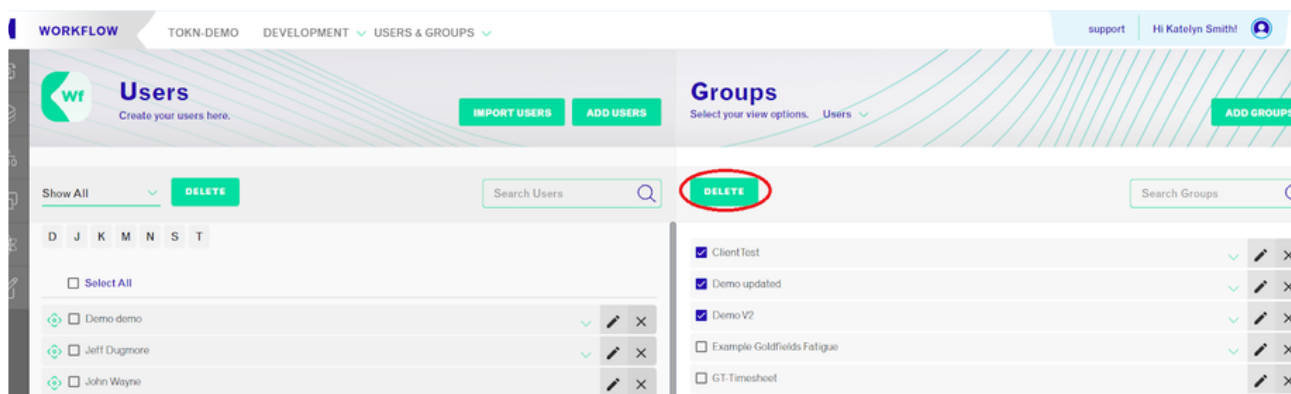 WORKFLOW TOKN-DEMO DEVELOPMENT USERS & GROUPS support Hi Katelyn Smith!
Wf
Users
Create your users here.
IMPORT USERS ADD USERS
Groups
Select your view options. Users
ADD GROUPS
Show All DELETE Search Users
DELETE Search Groups
D J K M N S T
Select All
Demo demo
Jeff Dugmore
John Wayne
ClientTest
Demo updated
Demo V2
Example Goldfields Fatigue
GT-Timesheet